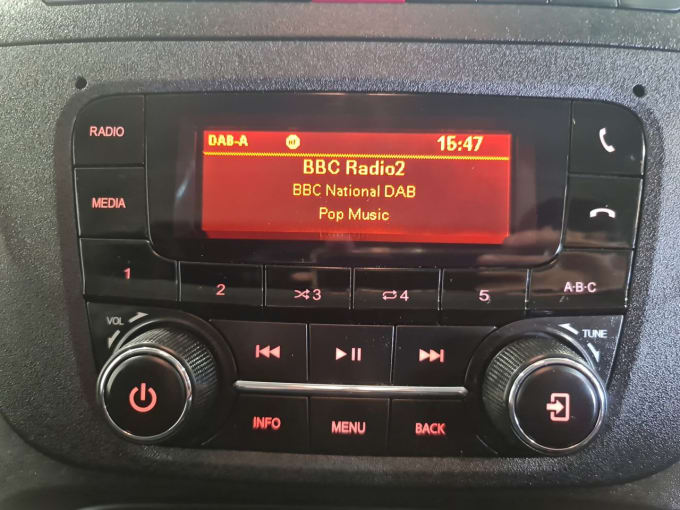 RADIO
DAB-A
15:47
BBC Radio2
BBC National DAB
Pop Music
MEDIA
1
2
3
4
5
A·B·C
VOL
TUNE
INFO
MENU
BACK